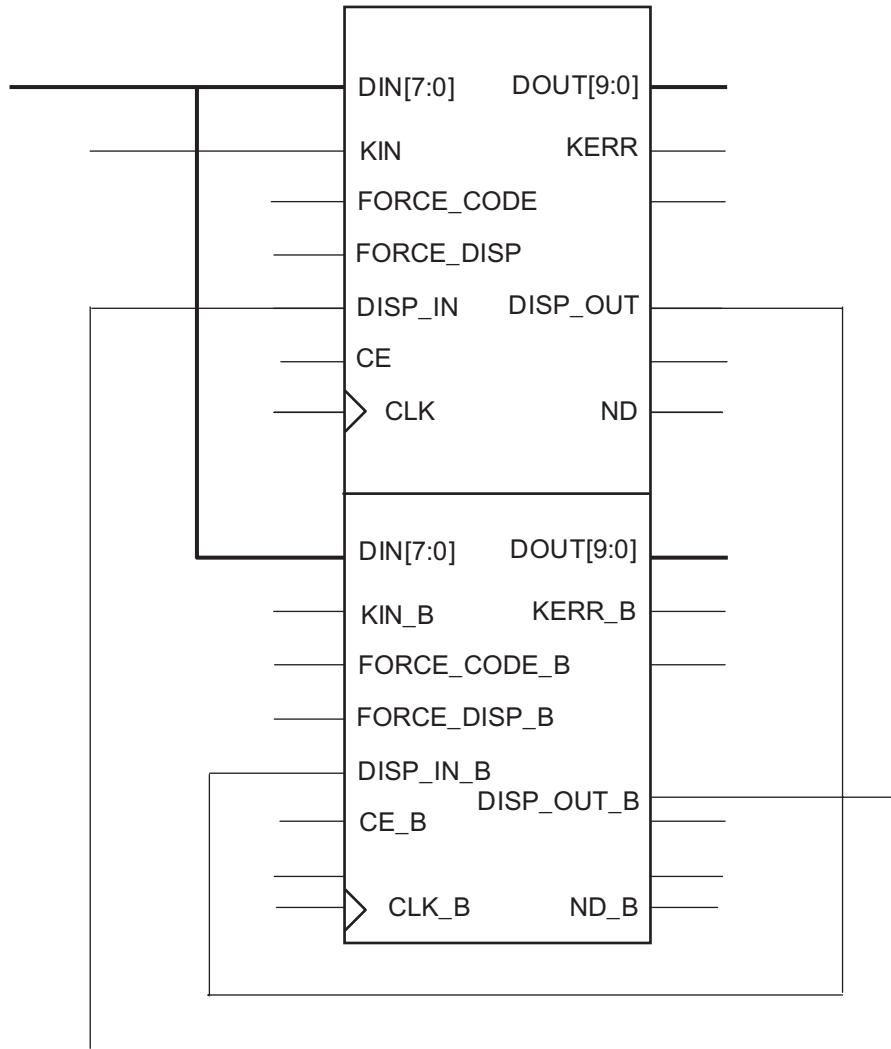 DIN[7:0] DOUT[9:0]
KIN KERR
FORCE_CODE
FORCE_DISP
DISP_IN DISP_OUT
CE
CLK ND
DIN[7:0] DOUT[9:0]
KIN_B KERR_B
FORCE_CODE_B
FORCE_DISP_B
DISP_IN_B
DISP_OUT_B
CE_B
CLK_B ND_B